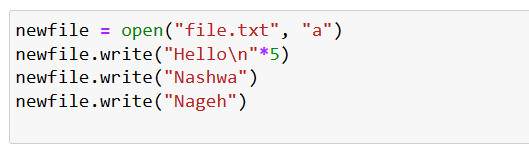 newfile = open("file.txt", "a")
newfile.write("Hello\n"*5)
newfile.write("Nashwa")
newfile.write("Nageh")